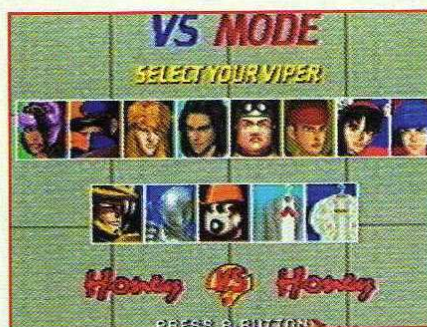 VS MODE
SELECT YOUR VIPER
Honey VS Honey
PRESS A BUTTON